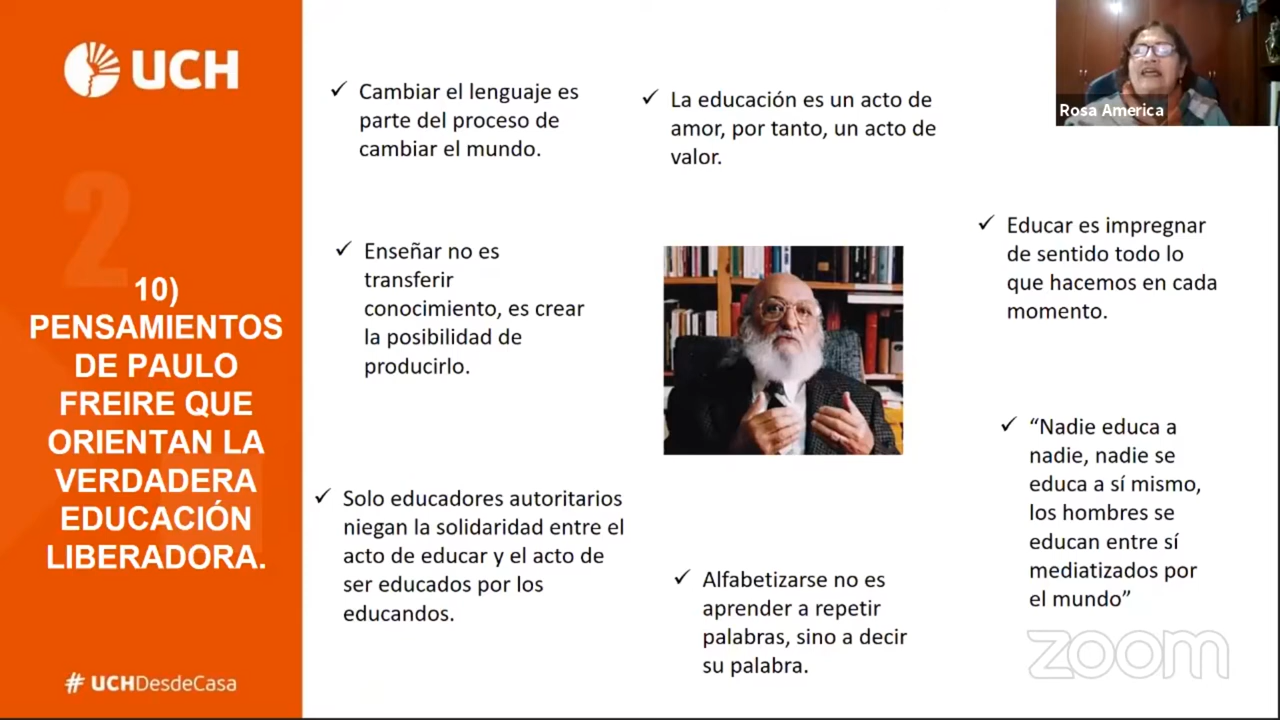 UCH
10)
PENSAMIENTOS
DE PAULO
FREIRE QUE
ORIENTAN LA
VERDADERA
EDUCACIÓN
LIBERADORA.
# UCHDesdeCasa
✓ Cambiar el lenguaje es
parte del proceso de
cambiar el mundo.
✓ La educación es un acto de
amor, por tanto, un acto de
valor.
Rosa America
✓ Enseñar no es
transferir
conocimiento, es crear
la posibilidad de
producirlo.
✓ Educar es impregnar
de sentido todo lo
que hacemos en cada
momento.
✓ Solo educadores autoritarios
niegan la solidaridad entre el
acto de educar y el acto de
ser educados por los
educandos.
✓ Alfabetizarse no es
aprender a repetir
palabras, sino a decir
su palabra.
✓ “Nadie educa a
nadie, nadie se
educa a sí mismo,
los hombres se
educan entre sí
mediatizados por
el mundo”
zoom
2